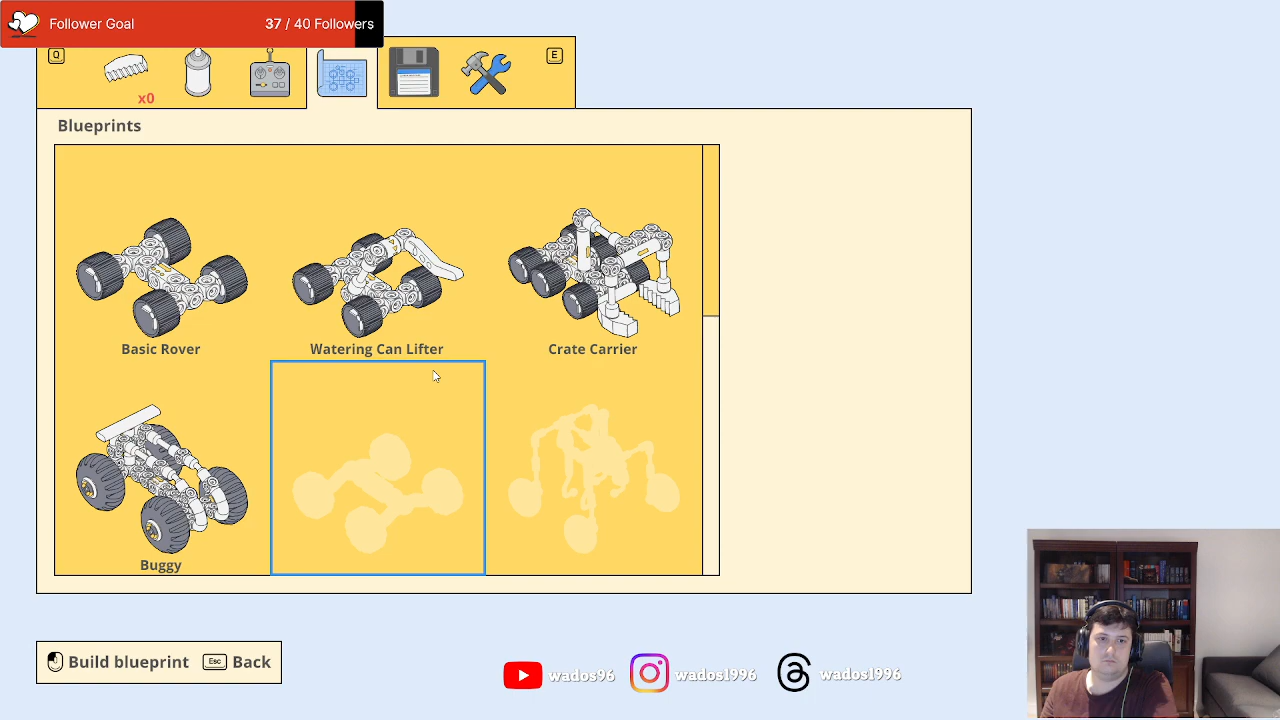 Follower Goal 37 / 40 Followers
Q
E
x0
Blueprints
Basic Rover
Watering Can Lifter
Crate Carrier
Buggy
Build blueprint Esc Back
wados96
wados1996
wados1996